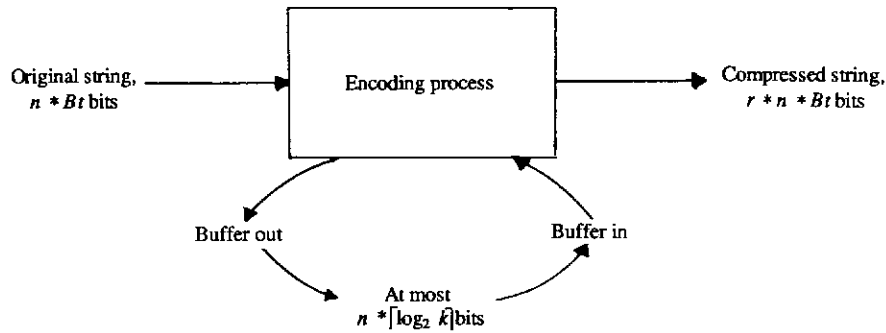 Original string,
n * Bt bits
Encoding process
Compressed string,
r * n * Bt bits
Buffer out
Buffer in
At most
n * ⌈log₂ k⌉ bits